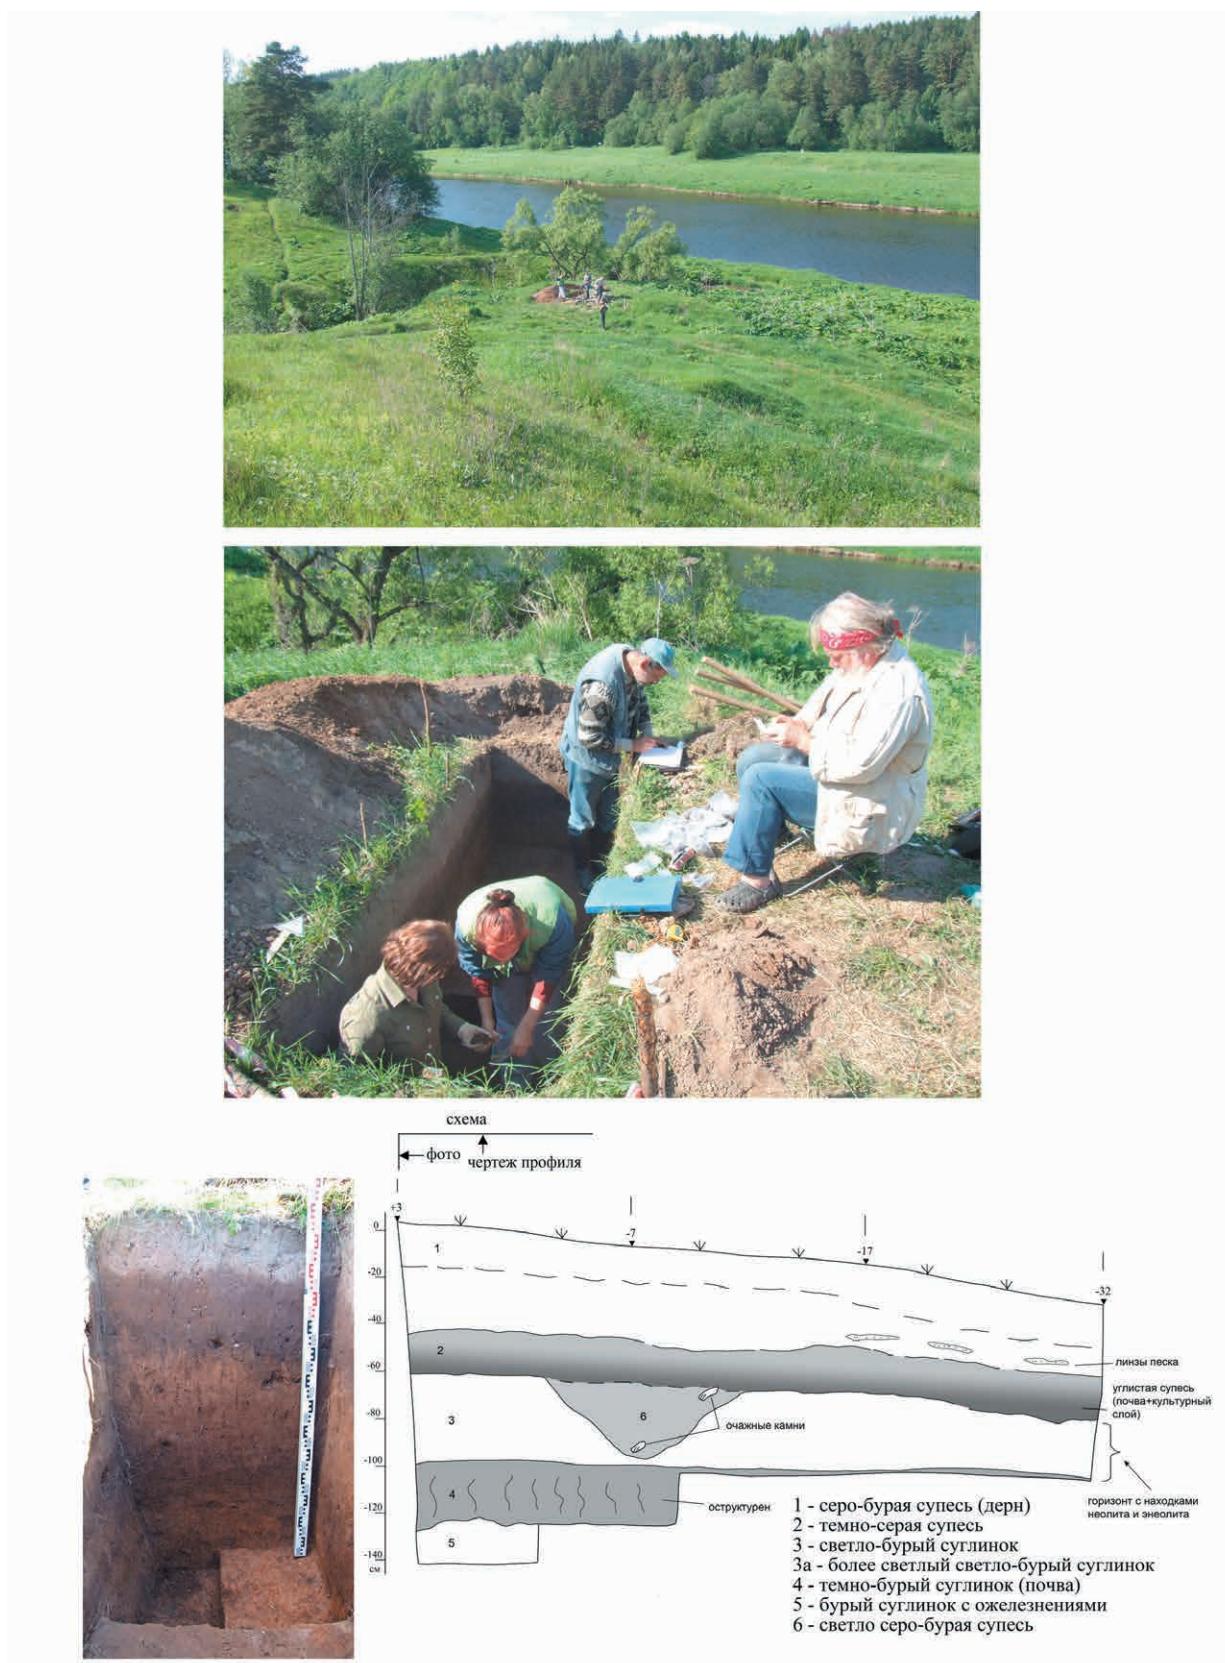 схема
фото
чертеж профиля
+3
-7
-17
-32
0
-20
-40
-60
-80
-100
-120
-140
см
1
2
3
4
5
6
линзы песка
углистая супесь
(почва+культурный
слой)
очажные камни
оструктурен
горизонт с находками
неолита и энеолита
1 - серо-бурая супесь (дерн)
2 - темно-серая супесь
3 - светло-бурый суглинок
3а - более светлый светло-бурый суглинок
4 - темно-бурый суглинок (почва)
5 - бурый суглинок с ожелезнениями
6 - светло серо-бурая супесь